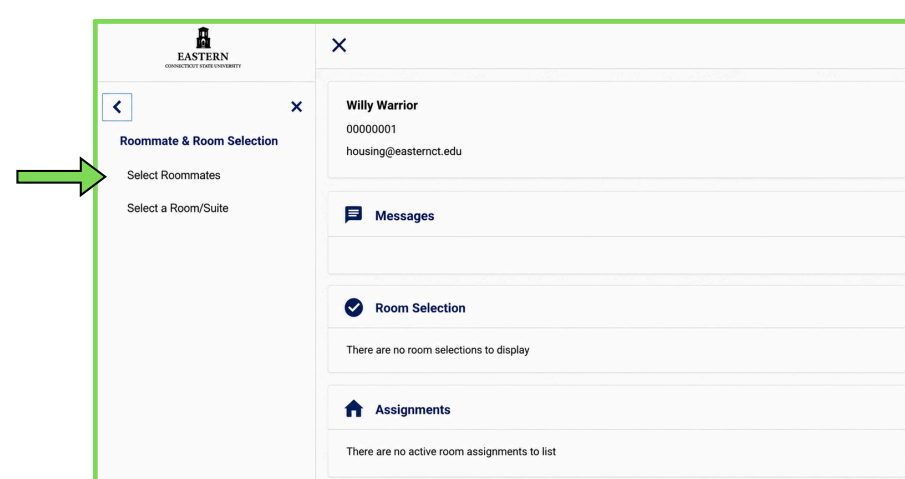 EASTERN
CONNECTICUT STATE UNIVERSITY
Roommate & Room Selection
Select Roommates
Select a Room/Suite
Willy Warrior
00000001
housing@easternct.edu
Messages
Room Selection
There are no room selections to display
Assignments
There are no active room assignments to list